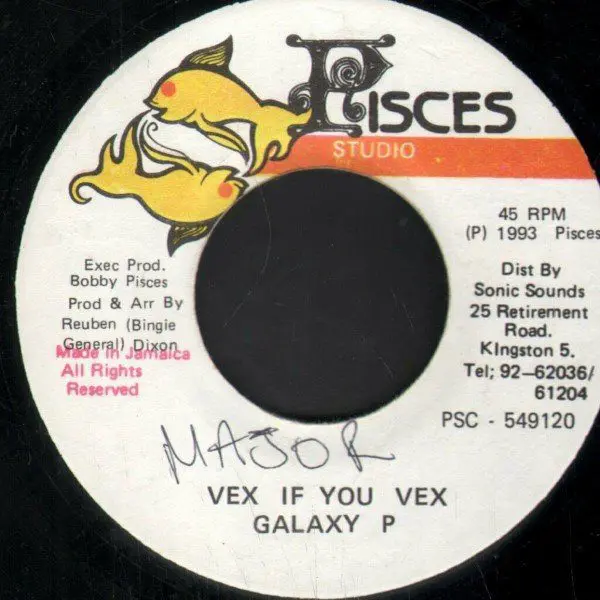 PISCES
STUDIO
45 RPM
(P) 1993 Pisces
Exec Prod.
Bobby Pisces
Prod & Arr By
Reuben (Bingie
General) Dixon
Made in Jamaica
All Rights
Reserved
Dist By
Sonic Sounds
25 Retirement
Road.
KIngston 5.
Tel; 92-62036/
61204
PSC - 549120
MAJOR
VEX IF YOU VEX
GALAXY P